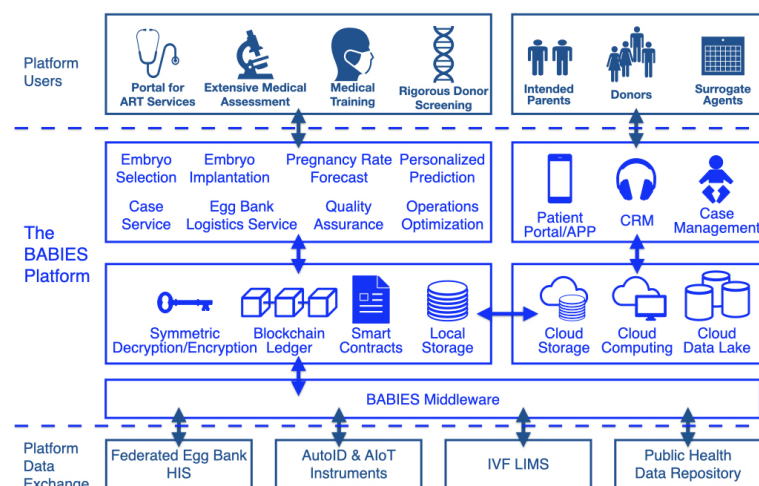 Platform
Users
Portal for
ART Services
Extensive Medical
Assessment
Medical
Training
Rigorous Donor
Screening
Intended
Parents
Donors
Surrogate
Agents
The
BABIES
Platform
Embryo
Selection
Embryo
Implantation
Pregnancy Rate
Forecast
Personalized
Prediction
Case
Service
Egg Bank
Logistics Service
Quality
Assurance
Operations
Optimization
Patient
Portal/APP
CRM
Case
Management
Symmetric
Decryption/Encryption
Blockchain
Ledger
Smart
Contracts
Local
Storage
Cloud
Storage
Cloud
Computing
Cloud
Data Lake
BABIES Middleware
Platform
Data
Exchange
Federated Egg Bank
HIS
AutoID & AIoT
Instruments
IVF LIMS
Public Health
Data Repository